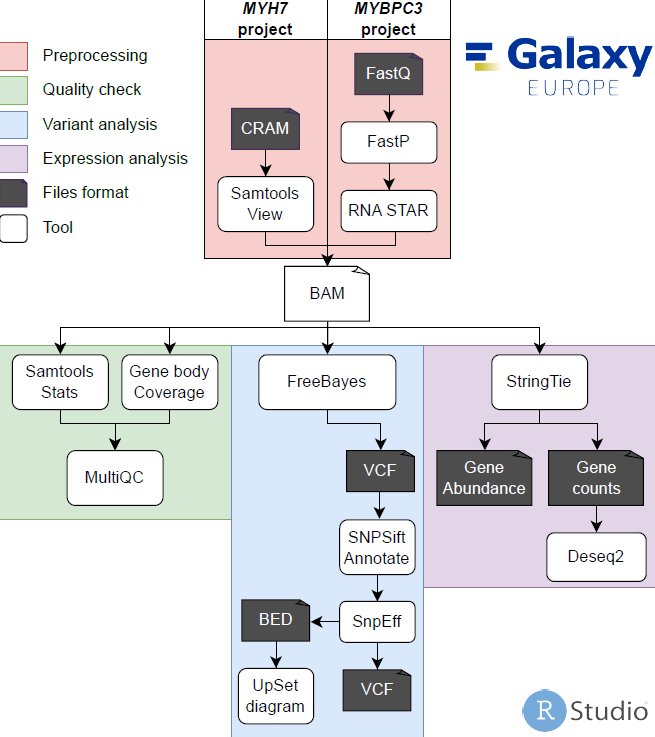 MYH7
project
MYBPC3
project
Galaxy
EUROPE
Preprocessing
Quality check
Variant analysis
Expression analysis
Files format
Tool
CRAM
Samtools
View
FastQ
FastP
RNA STAR
BAM
Samtools
Stats
Gene body
Coverage
MultiQC
FreeBayes
VCF
SNPSift
Annotate
SnpEff
BED
UpSet
diagram
VCF
StringTie
Gene
Abundance
Gene
counts
Deseq2
R Studio®